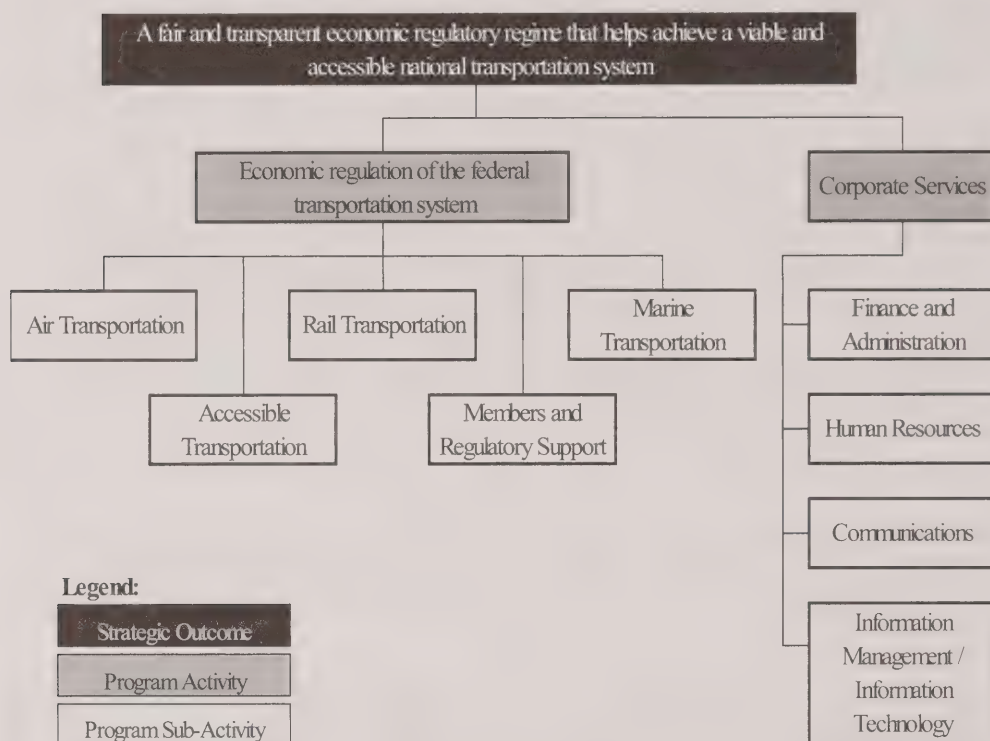 A fair and transparent economic regulatory regime that helps achieve a viable and
accessible national transportation system
Economic regulation of the federal
transportation system
Corporate Services
Air Transportation
Rail Transportation
Marine
Transportation
Accessible
Transportation
Members and
Regulatory Support
Finance and
Administration
Human Resources
Communications
Information
Management /
Information
Technology
Legend:
Strategic Outcome
Program Activity
Program Sub-Activity